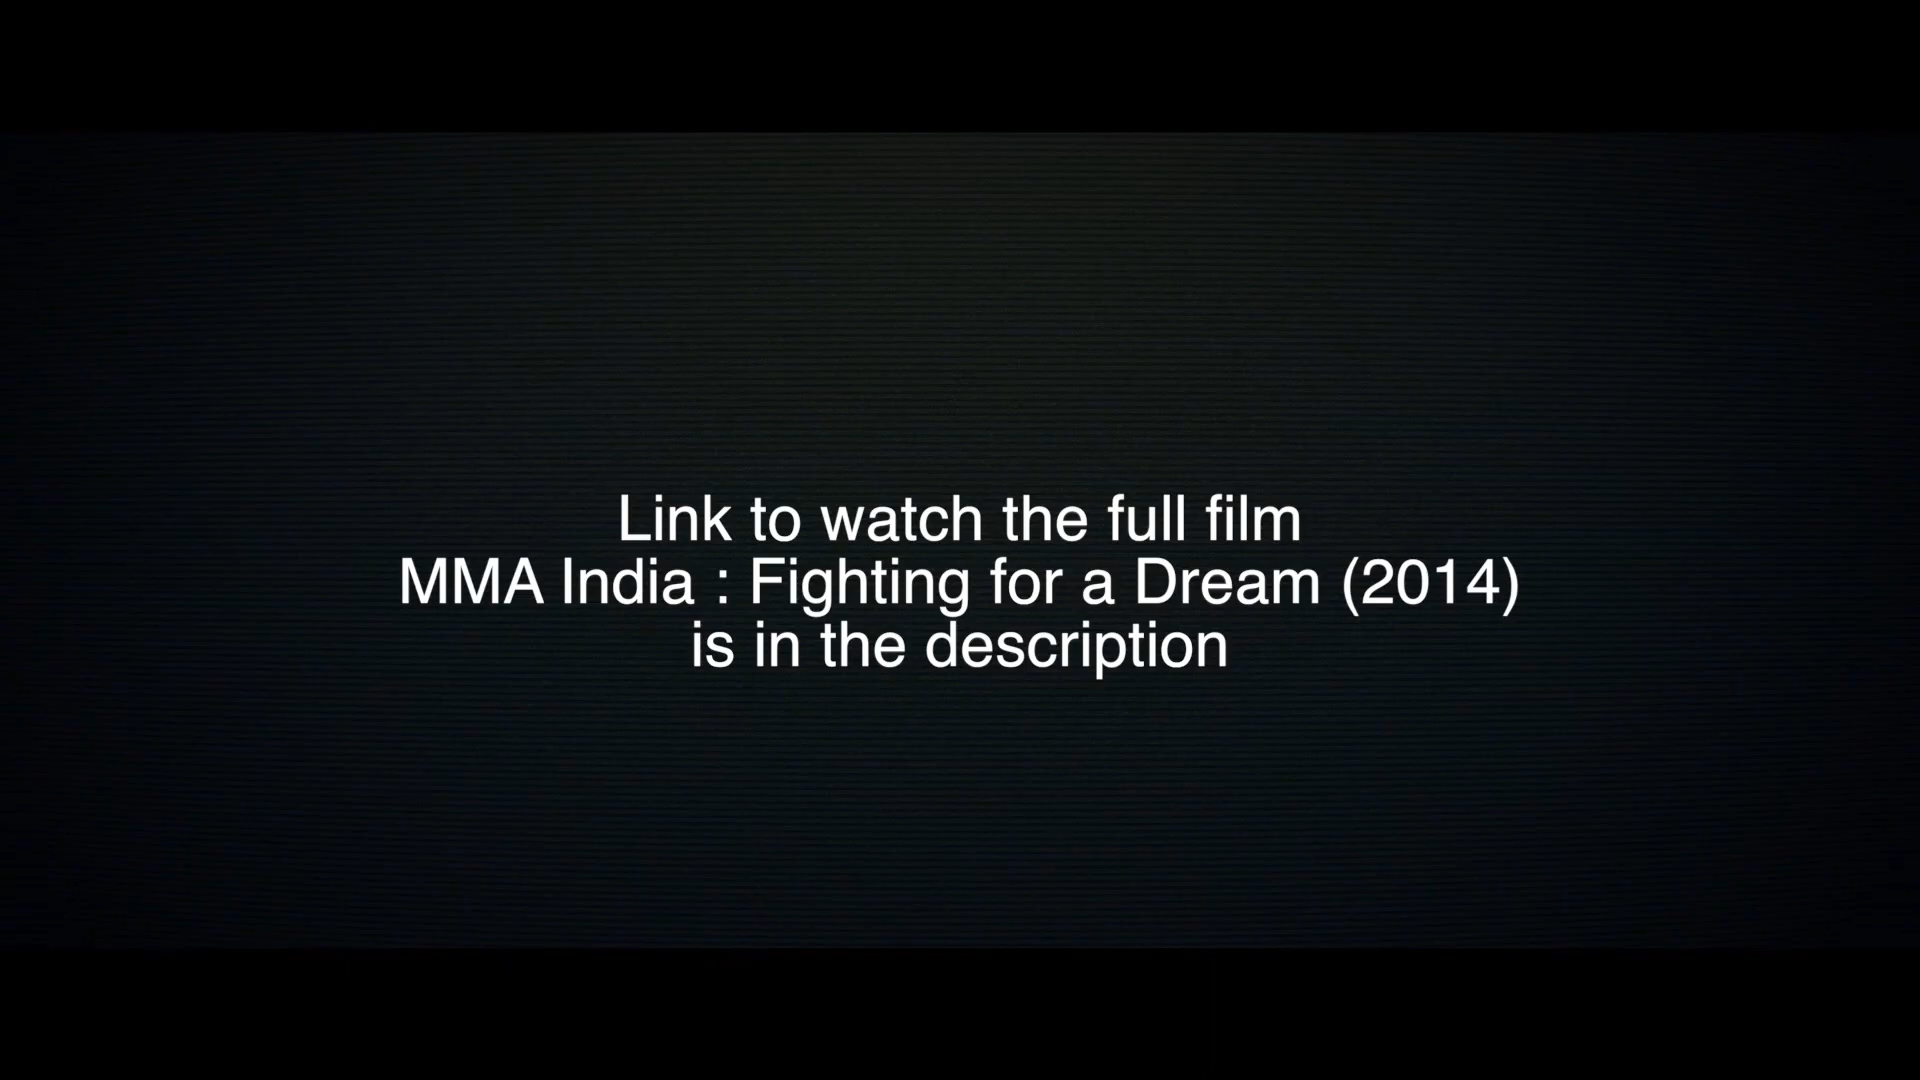 Link to watch the full film
MMA India : Fighting for a Dream (2014)
is in the description